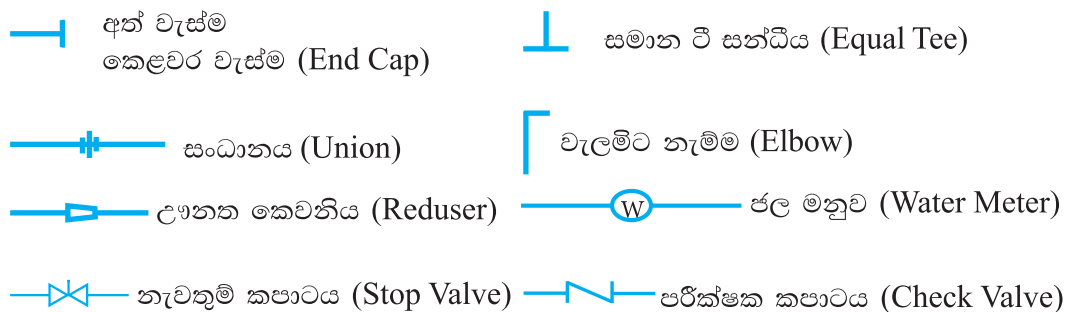 අත් වැස්ම
කෙළවර වැස්ම (End Cap)
සමාන ටී සන්ධීය (Equal Tee)
සංධානය (Union)
වැලමිට නැම්ම (Elbow)
ඌනත කෙවනිය (Reduser)
W
ජල මනුව (Water Meter)
නැවතුම් කපාටය (Stop Valve)
පරීක්ෂක කපාටය (Check Valve)